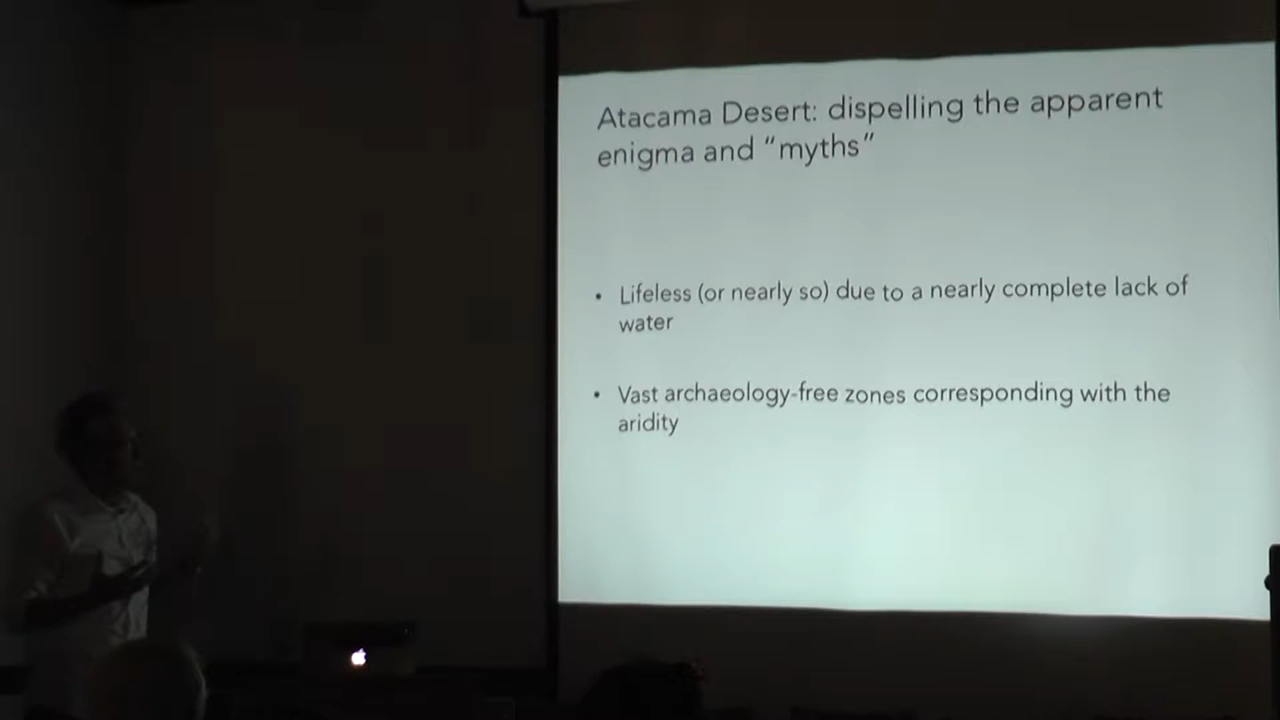 Atacama Desert: dispelling the apparent
enigma and “myths”
• Lifeless (or nearly so) due to a nearly complete lack of
water
• Vast archaeology-free zones corresponding with the
aridity